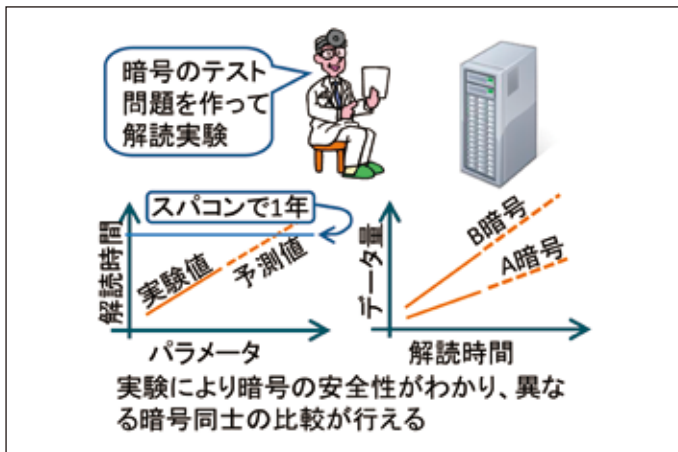 暗号のテスト
問題を作って
解読実験
スパコンで1年
解読時間
実験値
予測値
パラメータ
データ量
B暗号
A暗号
解読時間
実験により暗号の安全性がわかり、異な
る暗号同士の比較が行える